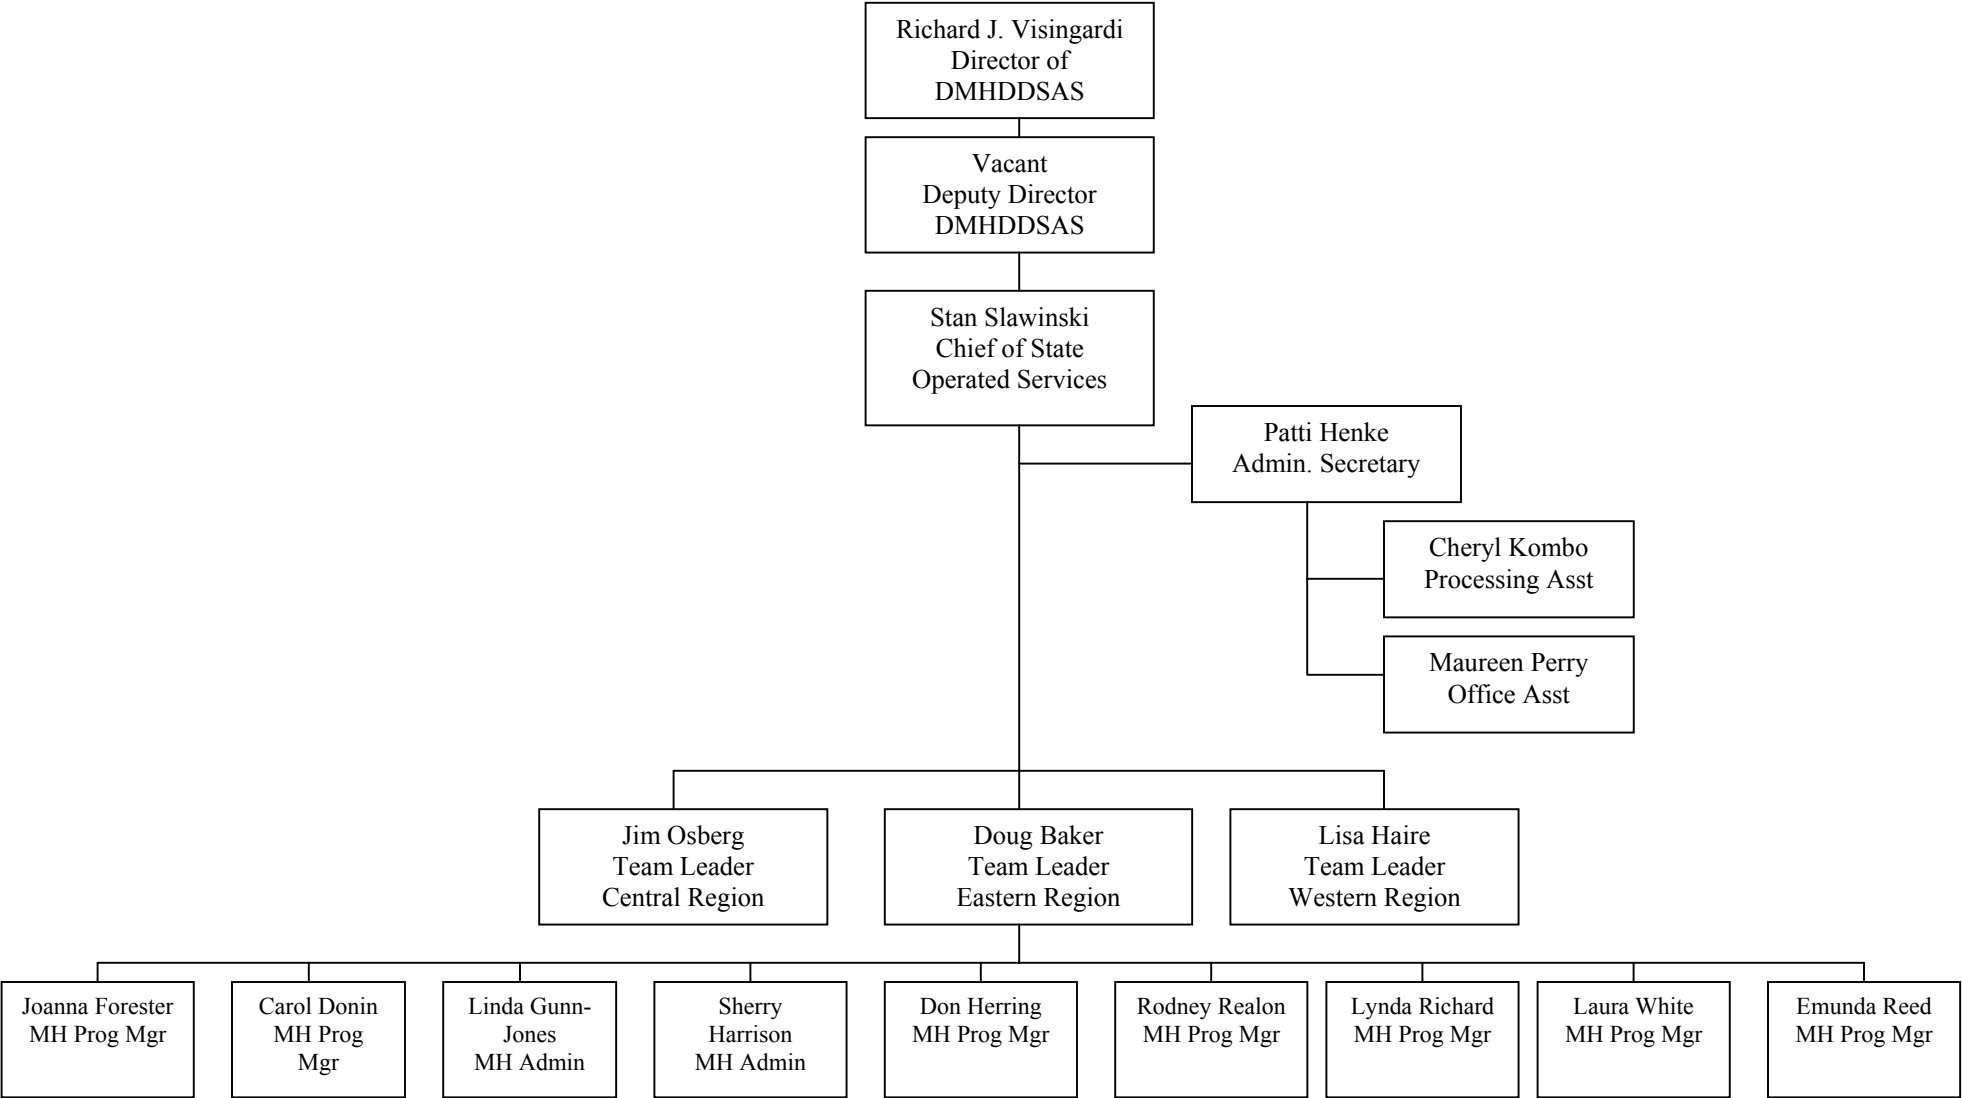 Richard J. Visingardi
Director of
DMHDDSAS
Vacant
Deputy Director
DMHDDSAS
Stan Slawinski
Chief of State
Operated Services
Patti Henke
Admin. Secretary
Cheryl Kombo
Processing Asst
Maureen Perry
Office Asst
Jim Osberg
Team Leader
Central Region
Doug Baker
Team Leader
Eastern Region
Lisa Haire
Team Leader
Western Region
Joanna Forester
MH Prog Mgr
Carol Donin
MH Prog
Mgr
Linda Gunn-
Jones
MH Admin
Sherry
Harrison
MH Admin
Don Herring
MH Prog Mgr
Rodney Realon
MH Prog Mgr
Lynda Richard
MH Prog Mgr
Laura White
MH Prog Mgr
Emunda Reed
MH Prog Mgr